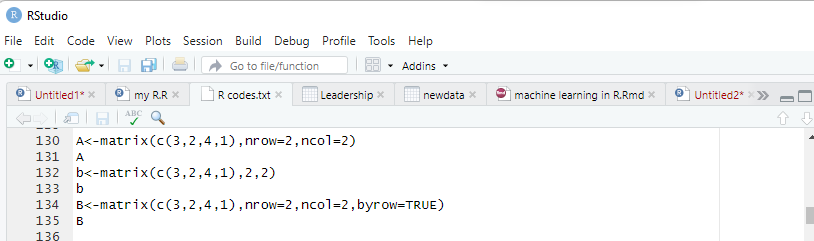 RStudio
File Edit Code View Plots Session Build Debug Profile Tools Help
Go to file/function Addins
Untitled1* my R.R R codes.txt Leadership newdata machine learning in R.Rmd Untitled2*
ABC
130 A<-matrix(c(3,2,4,1),nrow=2,ncol=2)
131 A
132 b<-matrix(c(3,2,4,1),2,2)
133 b
134 B<-matrix(c(3,2,4,1),nrow=2,ncol=2,byrow=TRUE)
135 B
136